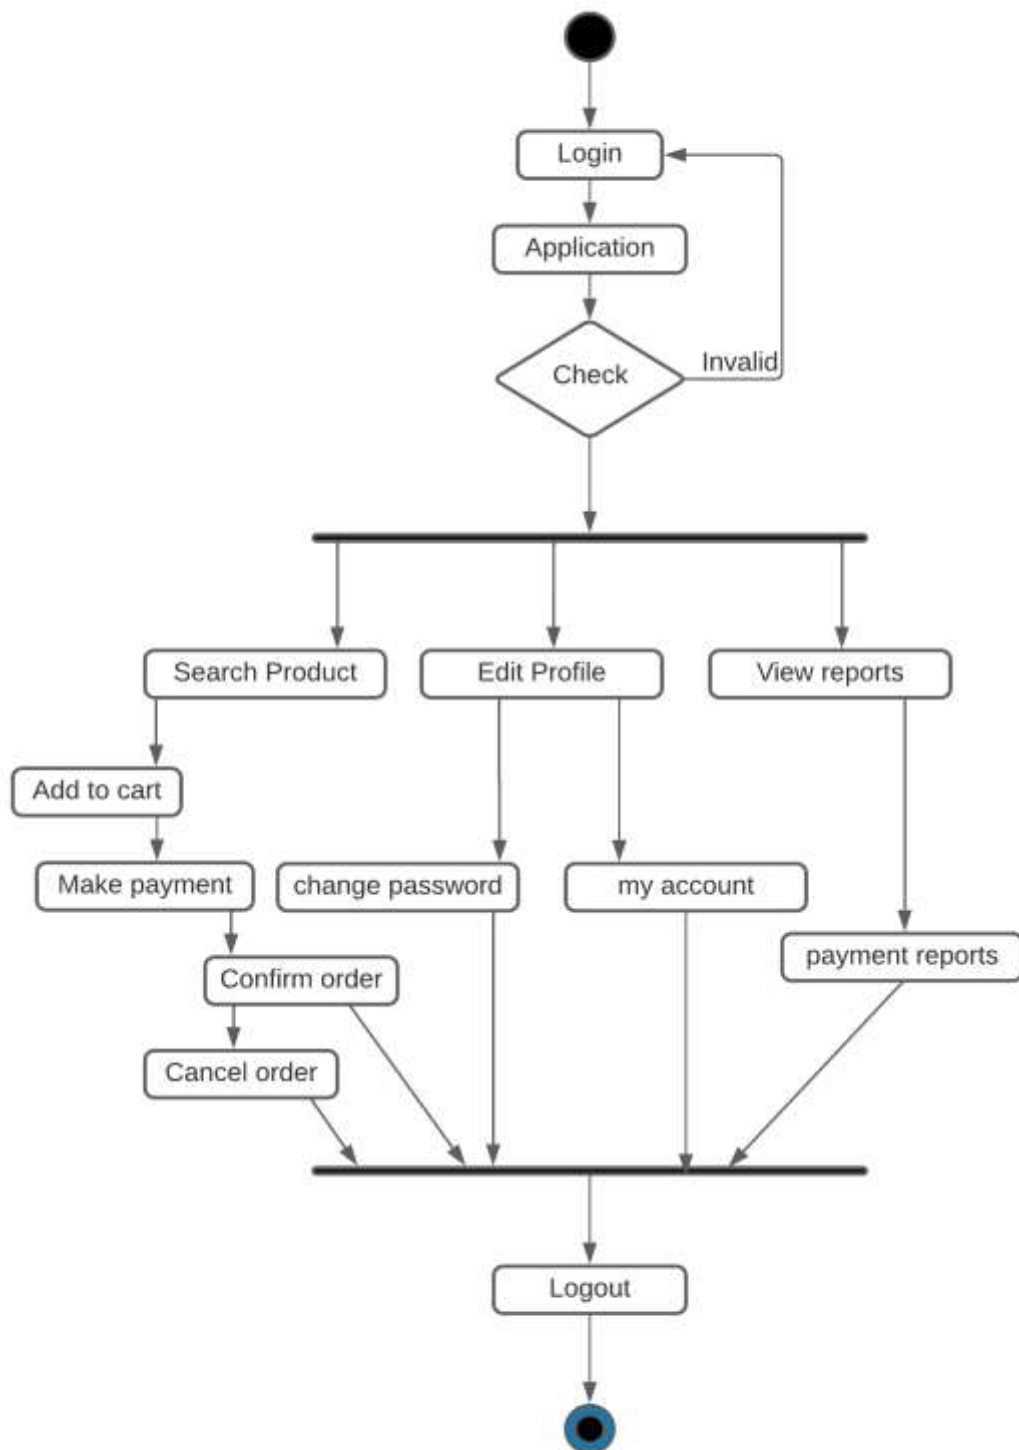 Login
Application
Check
Invalid
Search Product
Edit Profile
View reports
Add to cart
Make payment
change password
my account
Confirm order
payment reports
Cancel order
Logout